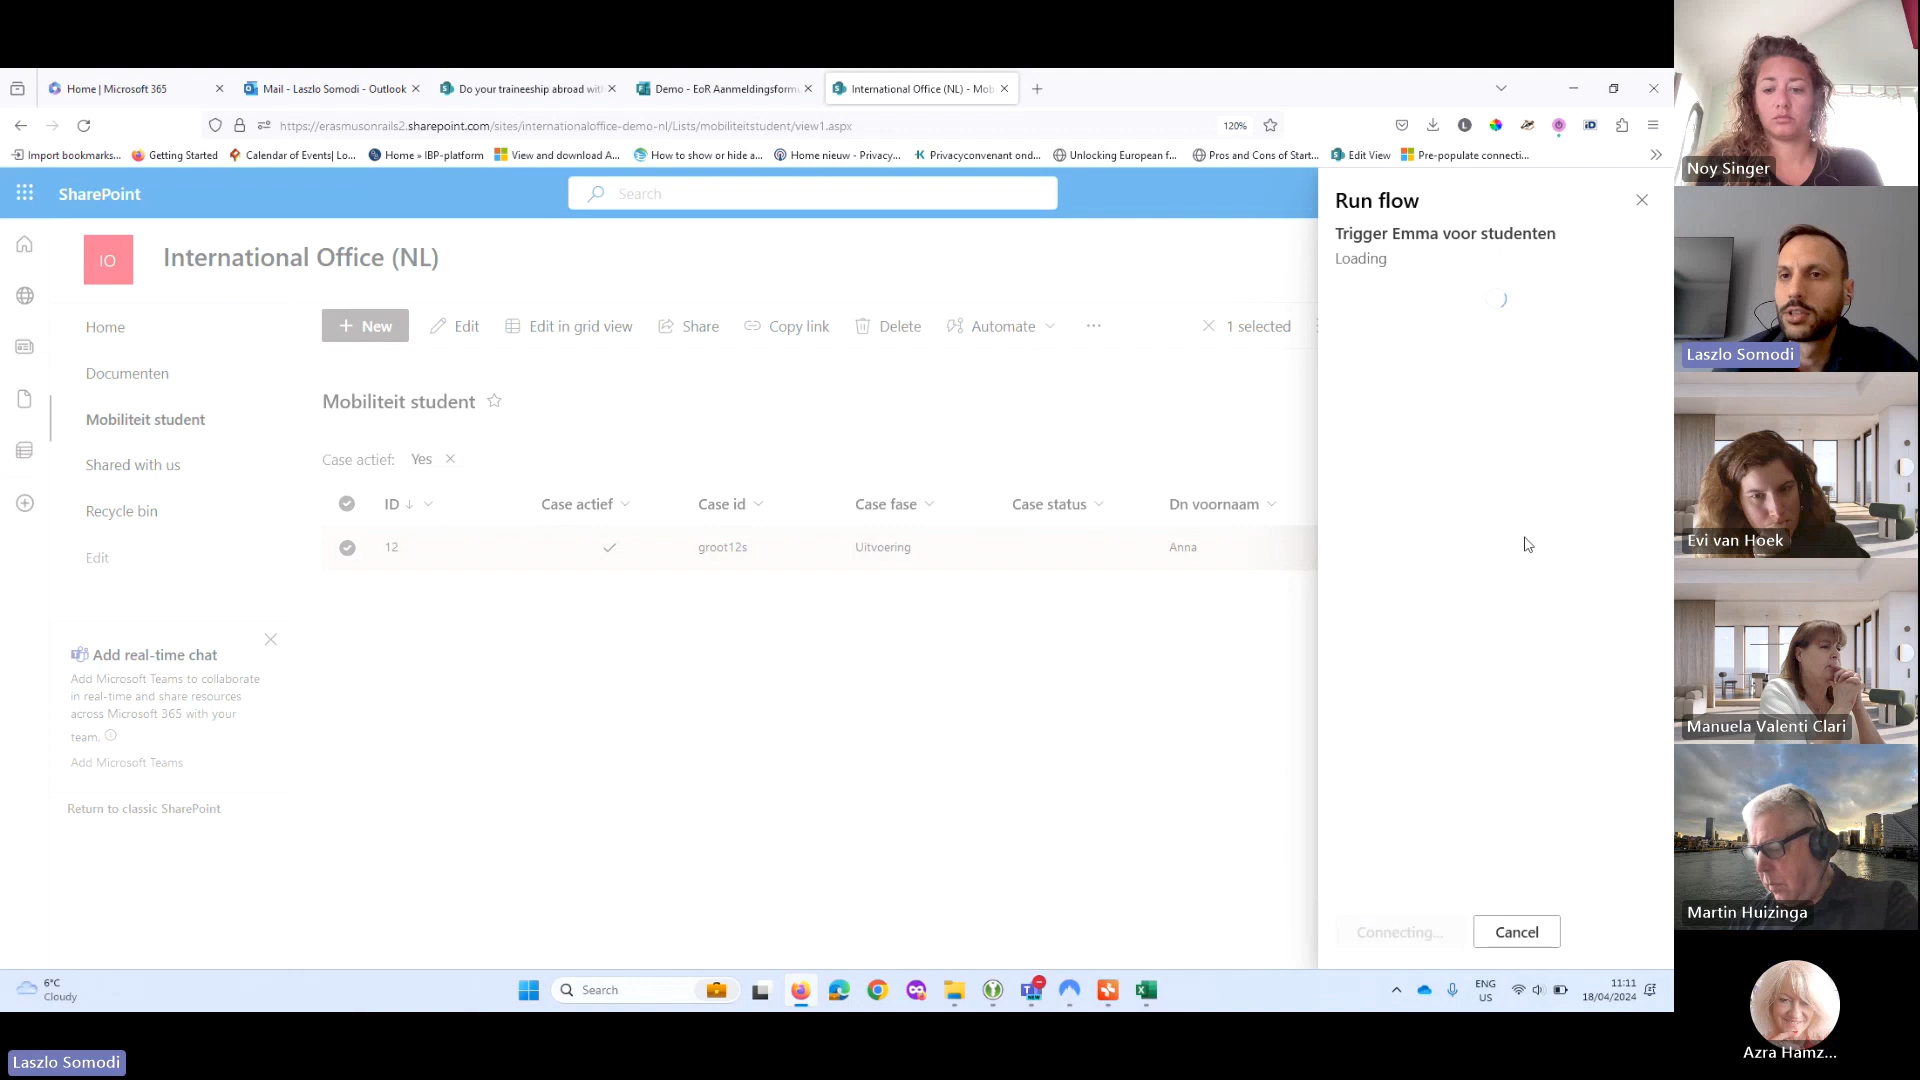 Home | Microsoft 365
Mail - Laszlo Somodi - Outlook
Do your traineeship abroad wit
Demo - EoR Aanmeldingsform
International Office (NL) - Mob
https://erasmusonrails2.sharepoint.com/sites/internationaloffice-demo-nl/Lists/mobiliteitstudent/view1.aspx
120%
Import bookmarks...
Getting Started
Calendar of Events| Lo...
Home » IBP-platform
View and download A...
How to show or hide a...
Home nieuw - Privacy...
Privacyconvenant ond...
Unlocking European f...
Pros and Cons of Start...
Edit View
Pre-populate connecti...
SharePoint
Search
IO
International Office (NL)
Home
Documenten
Mobiliteit student
Shared with us
Recycle bin
Edit
New
Edit
Edit in grid view
Share
Copy link
Delete
Automate
1 selected
Mobiliteit student
Case actief: Yes
ID
Case actief
Case id
Case fase
Case status
Dn voornaam
12
groot12s
Uitvoering
Anna
Add real-time chat
Add Microsoft Teams to collaborate
in real-time and share resources
across Microsoft 365 with your
team.
Add Microsoft Teams
Return to classic SharePoint
Run flow
Trigger Emma voor studenten
Loading
Connecting...
Cancel
6°C
Cloudy
Search
ENG
US
11:11
18/04/2024
Noy Singer
Laszlo Somodi
Evi van Hoek
Manuela Valenti Clari
Martin Huizinga
Azra Hamz...
Laszlo Somodi